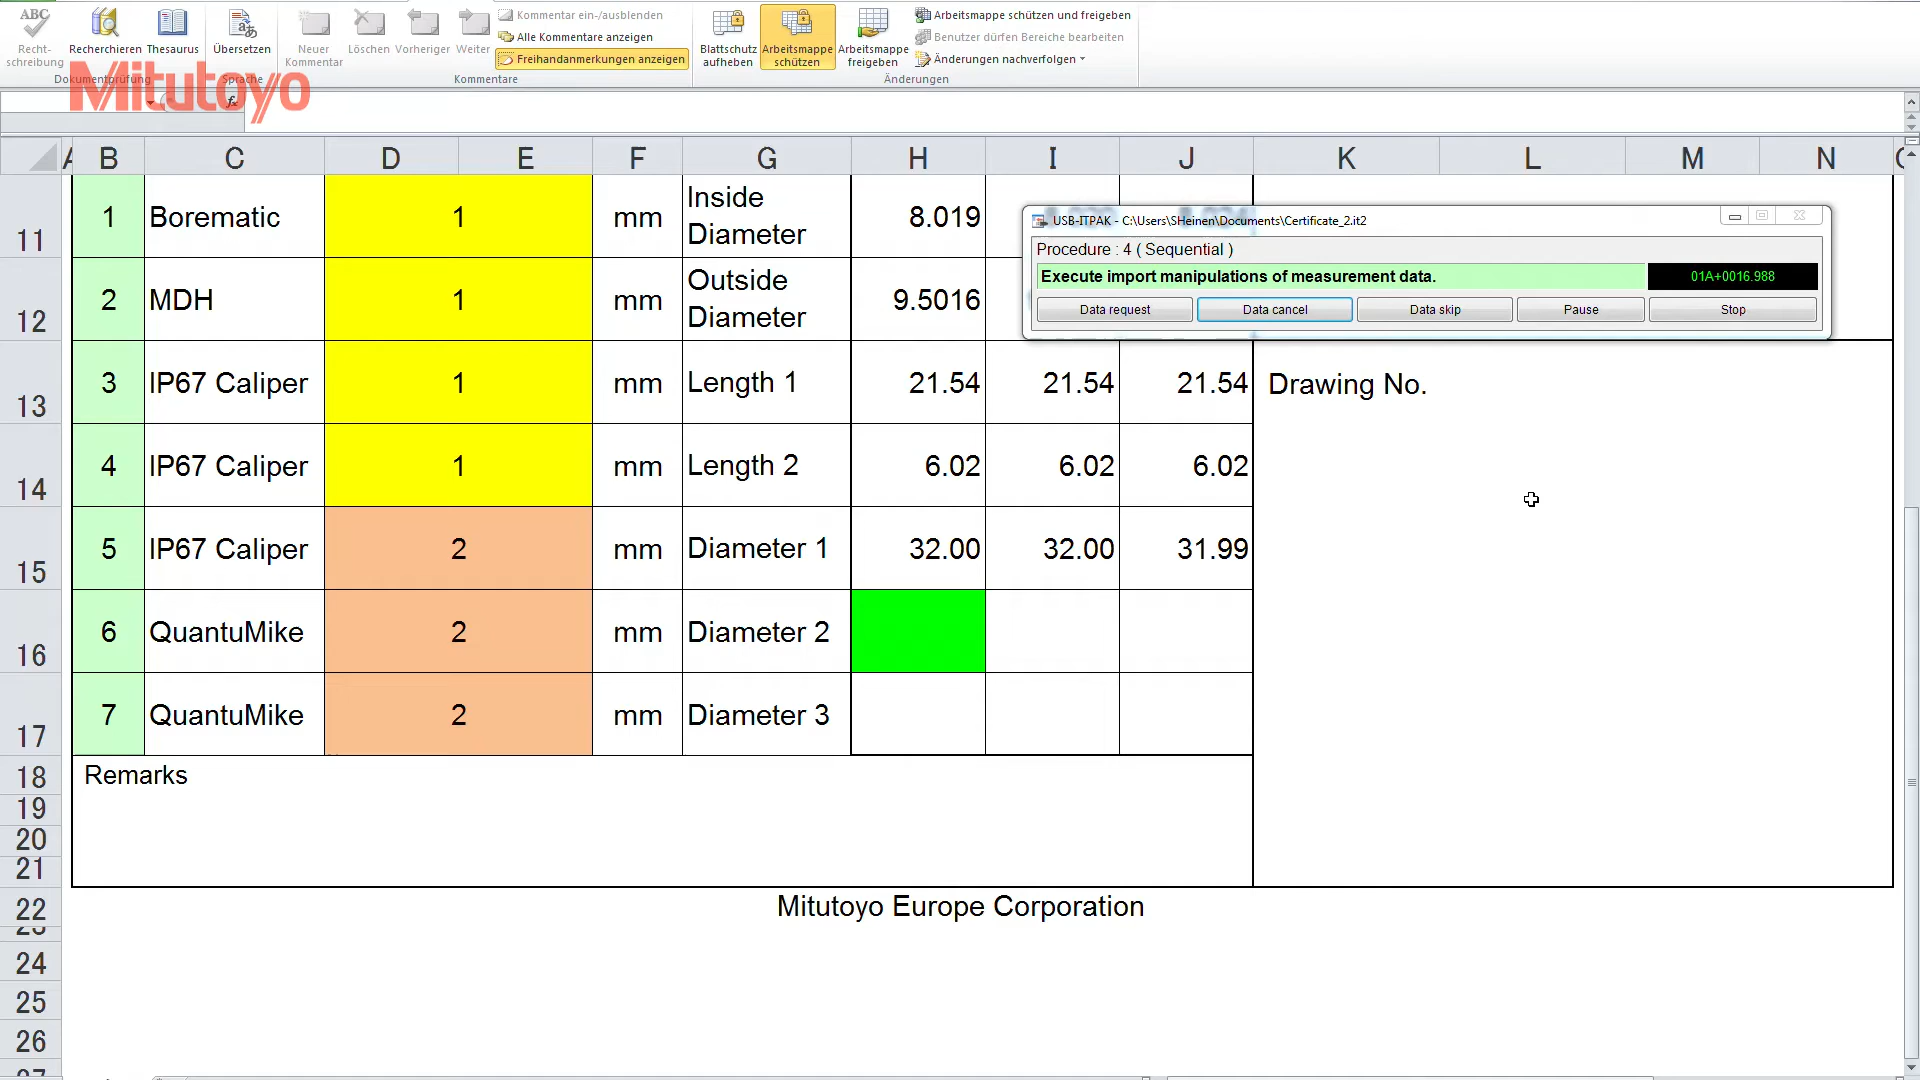 ABC
Recht-
schreibung
Recherchieren
Thesaurus
Dokumentprüfung
Übersetzen
Sprache
Neuer
Kommentar
Löschen
Vorheriger
Weiter
Kommentar ein-/ausblenden
Alle Kommentare anzeigen
Freihandanmerkungen anzeigen
Kommentare
Blattschutz
aufheben
Arbeitsmappe
schützen
Arbeitsmappe
freigeben
Arbeitsmappe schützen und freigeben
Benutzer dürfen Bereiche bearbeiten
Änderungen nachverfolgen
Änderungen
Mitutoyo
fx
A B C D E F G H I J K L M N
11 1 Borematic 1 mm Inside Diameter 8.019
12 2 MDH 1 mm Outside Diameter 9.5016
USB-ITPAK - C:\Users\SHeinen\Documents\Certificate_2.it2
Procedure : 4 ( Sequential )
Execute import manipulations of measurement data. 01A+0016.988
Data request Data cancel Data skip Pause Stop
13 3 IP67 Caliper 1 mm Length 1 21.54 21.54 21.54 Drawing No.
14 4 IP67 Caliper 1 mm Length 2 6.02 6.02 6.02
15 5 IP67 Caliper 2 mm Diameter 1 32.00 32.00 31.99
16 6 QuantuMike 2 mm Diameter 2
17 7 QuantuMike 2 mm Diameter 3
18 Remarks
19
20
21
22 Mitutoyo Europe Corporation
23
24
25
26
27